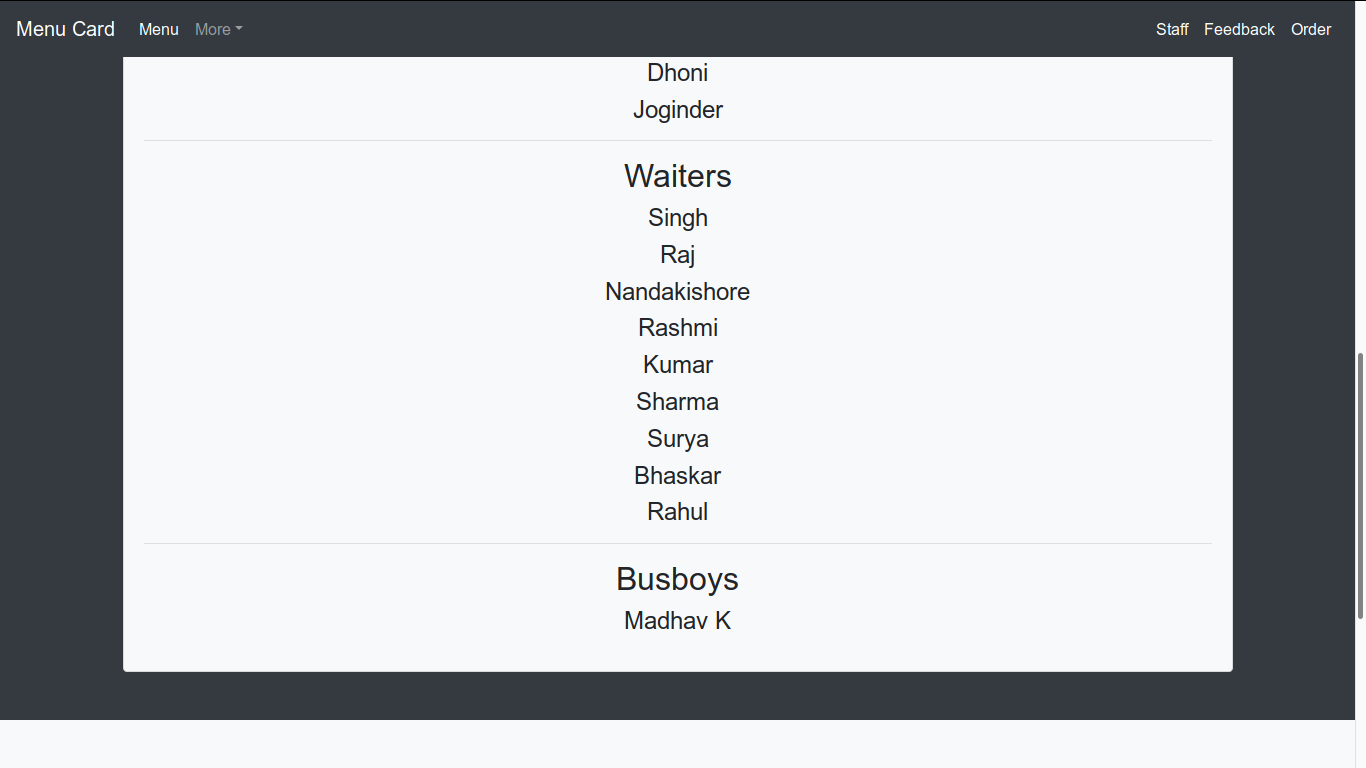 Menu Card Menu More Staff Feedback Order
Dhoni
Joginder
Waiters
Singh
Raj
Nandakishore
Rashmi
Kumar
Sharma
Surya
Bhaskar
Rahul
Busboys
Madhav K